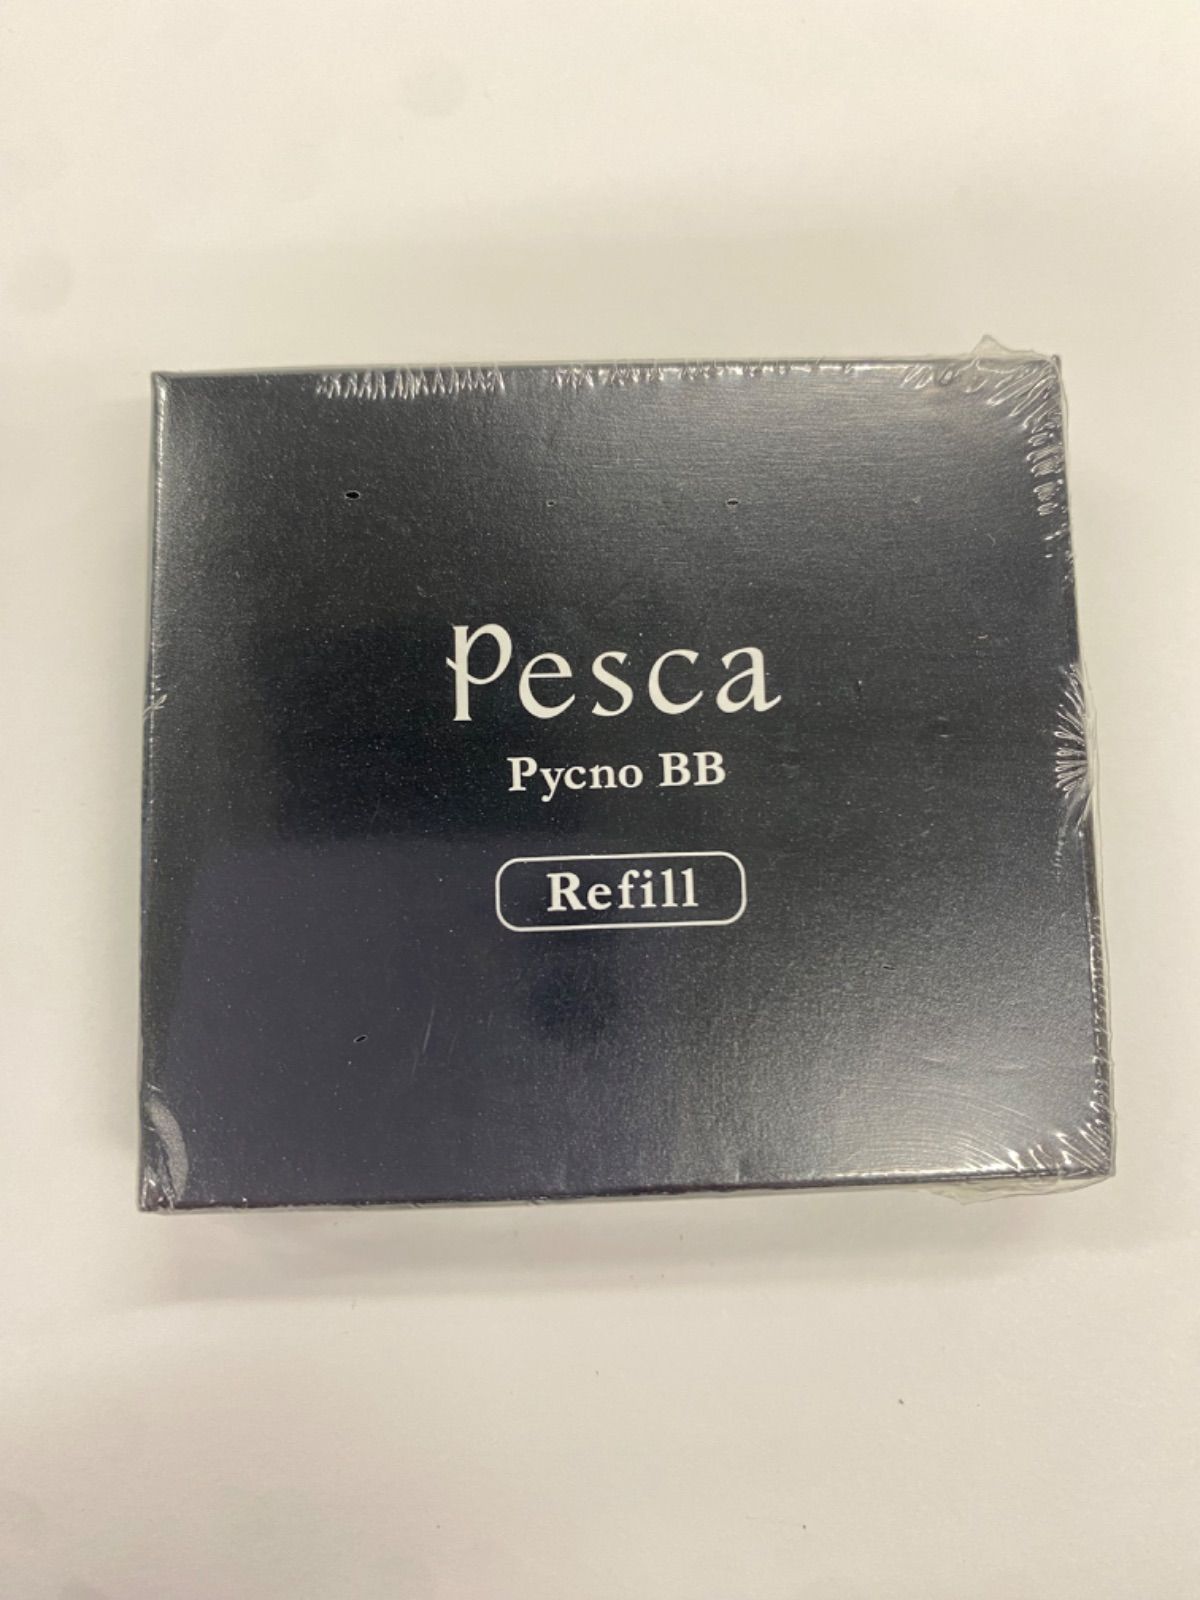 Pesca
Pycno BB
Refill